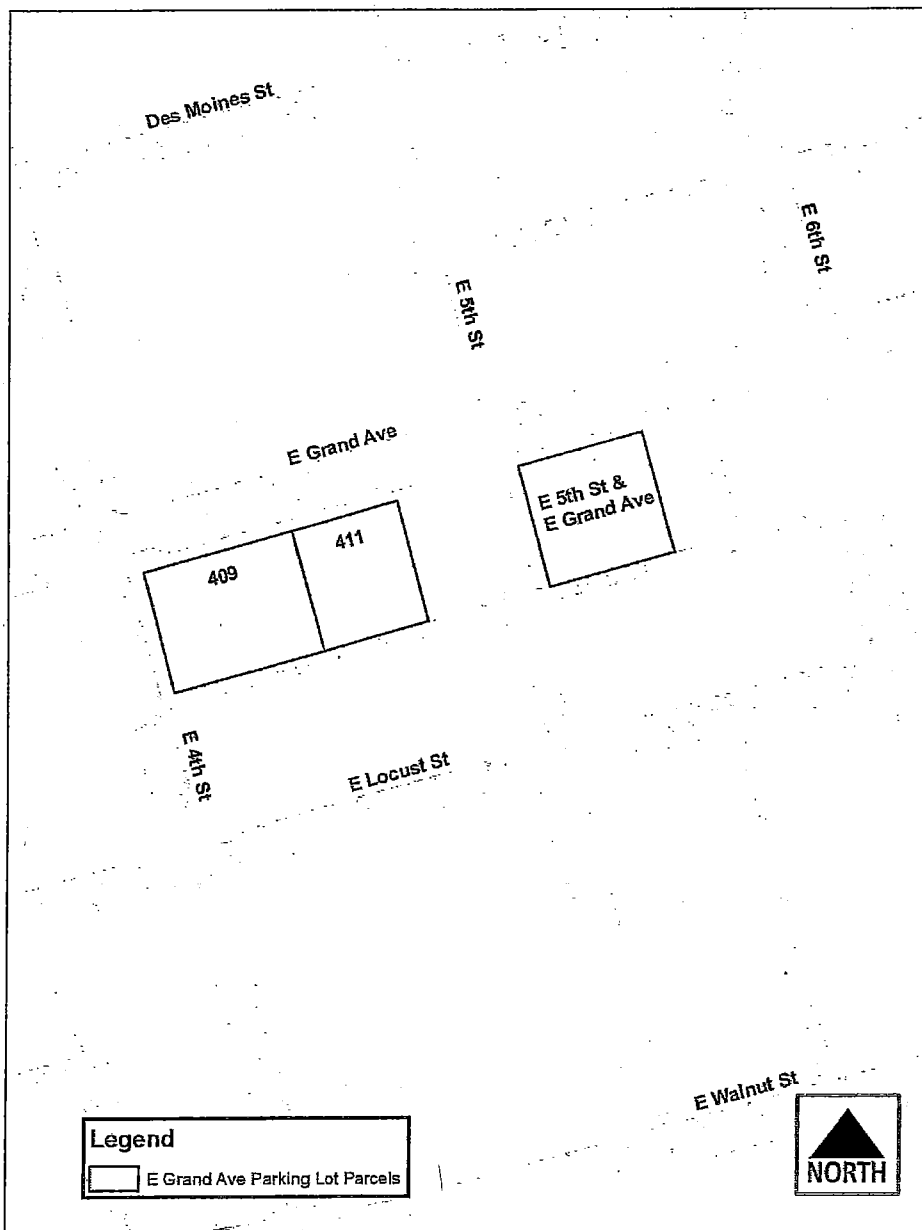 Des Moines St
E 6th St
E 5th St
E Grand Ave
E 5th St &
E Grand Ave
411
409
E 4th St
E Locust St
E Walnut St
Legend
E Grand Ave Parking Lot Parcels
NORTH